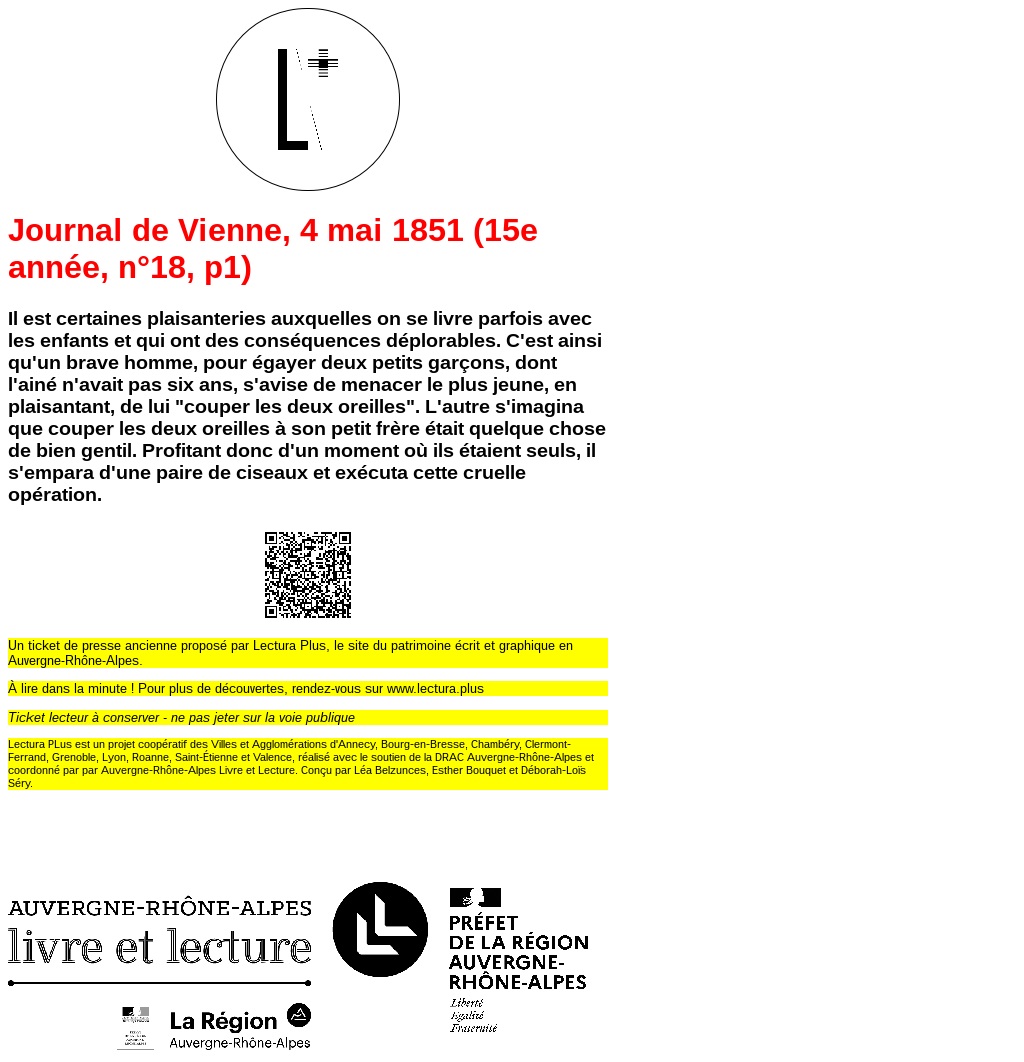 L+
Journal de Vienne, 4 mai 1851 (15e
année, n°18, p1)
Il est certaines plaisanteries auxquelles on se livre parfois avec
les enfants et qui ont des conséquences déplorables. C'est ainsi
qu'un brave homme, pour égayer deux petits garçons, dont
l'ainé n'avait pas six ans, s'avise de menacer le plus jeune, en
plaisantant, de lui "couper les deux oreilles". L'autre s'imagina
que couper les deux oreilles à son petit frère était quelque chose
de bien gentil. Profitant donc d'un moment où ils étaient seuls, il
s'empara d'une paire de ciseaux et exécuta cette cruelle
opération.
Un ticket de presse ancienne proposé par Lectura Plus, le site du patrimoine écrit et graphique en
Auvergne-Rhône-Alpes.
À lire dans la minute ! Pour plus de découvertes, rendez-vous sur www.lectura.plus
Ticket lecteur à conserver - ne pas jeter sur la voie publique
Lectura PLus est un projet coopératif des Villes et Agglomérations d'Annecy, Bourg-en-Bresse, Chambéry, Clermont-
Ferrand, Grenoble, Lyon, Roanne, Saint-Étienne et Valence, réalisé avec le soutien de la DRAC Auvergne-Rhône-Alpes et
coordonné par par Auvergne-Rhône-Alpes Livre et Lecture. Conçu par Léa Belzunces, Esther Bouquet et Déborah-Loïs
Séry.
AUVERGNE-RHÔNE-ALPES
livre et lecture
La Région
Auvergne-Rhône-Alpes
PRÉFET
DE LA RÉGION
AUVERGNE-
RHÔNE-ALPES
Liberté
Égalité
Fraternité